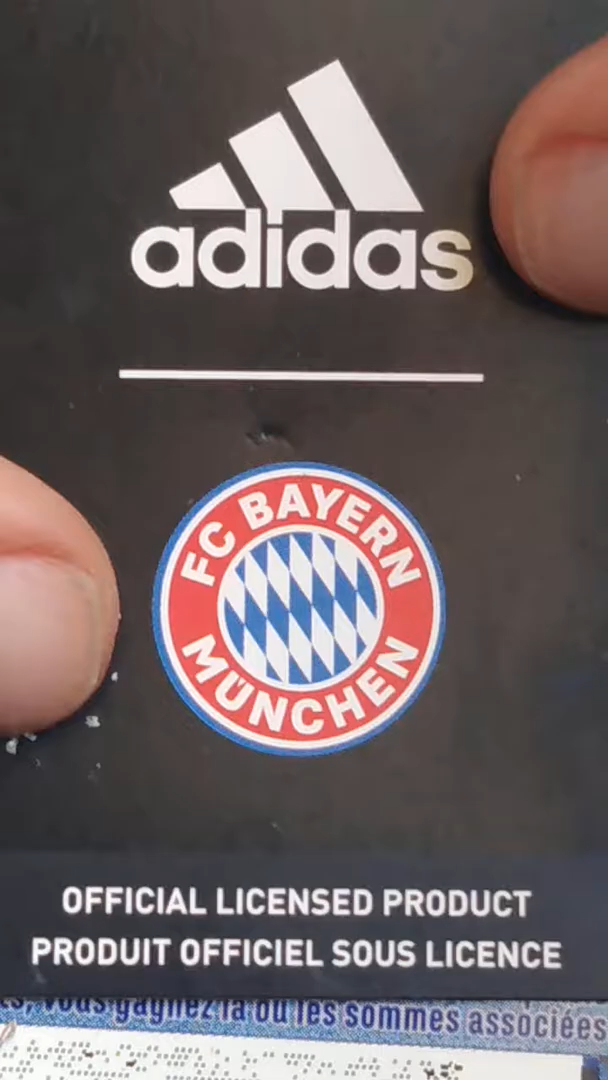 adidas
FC BAYERN
MÜNCHEN
OFFICIAL LICENSED PRODUCT
PRODUIT OFFICIEL SOUS LICENCE
vous gagnez la ou les sommes associées